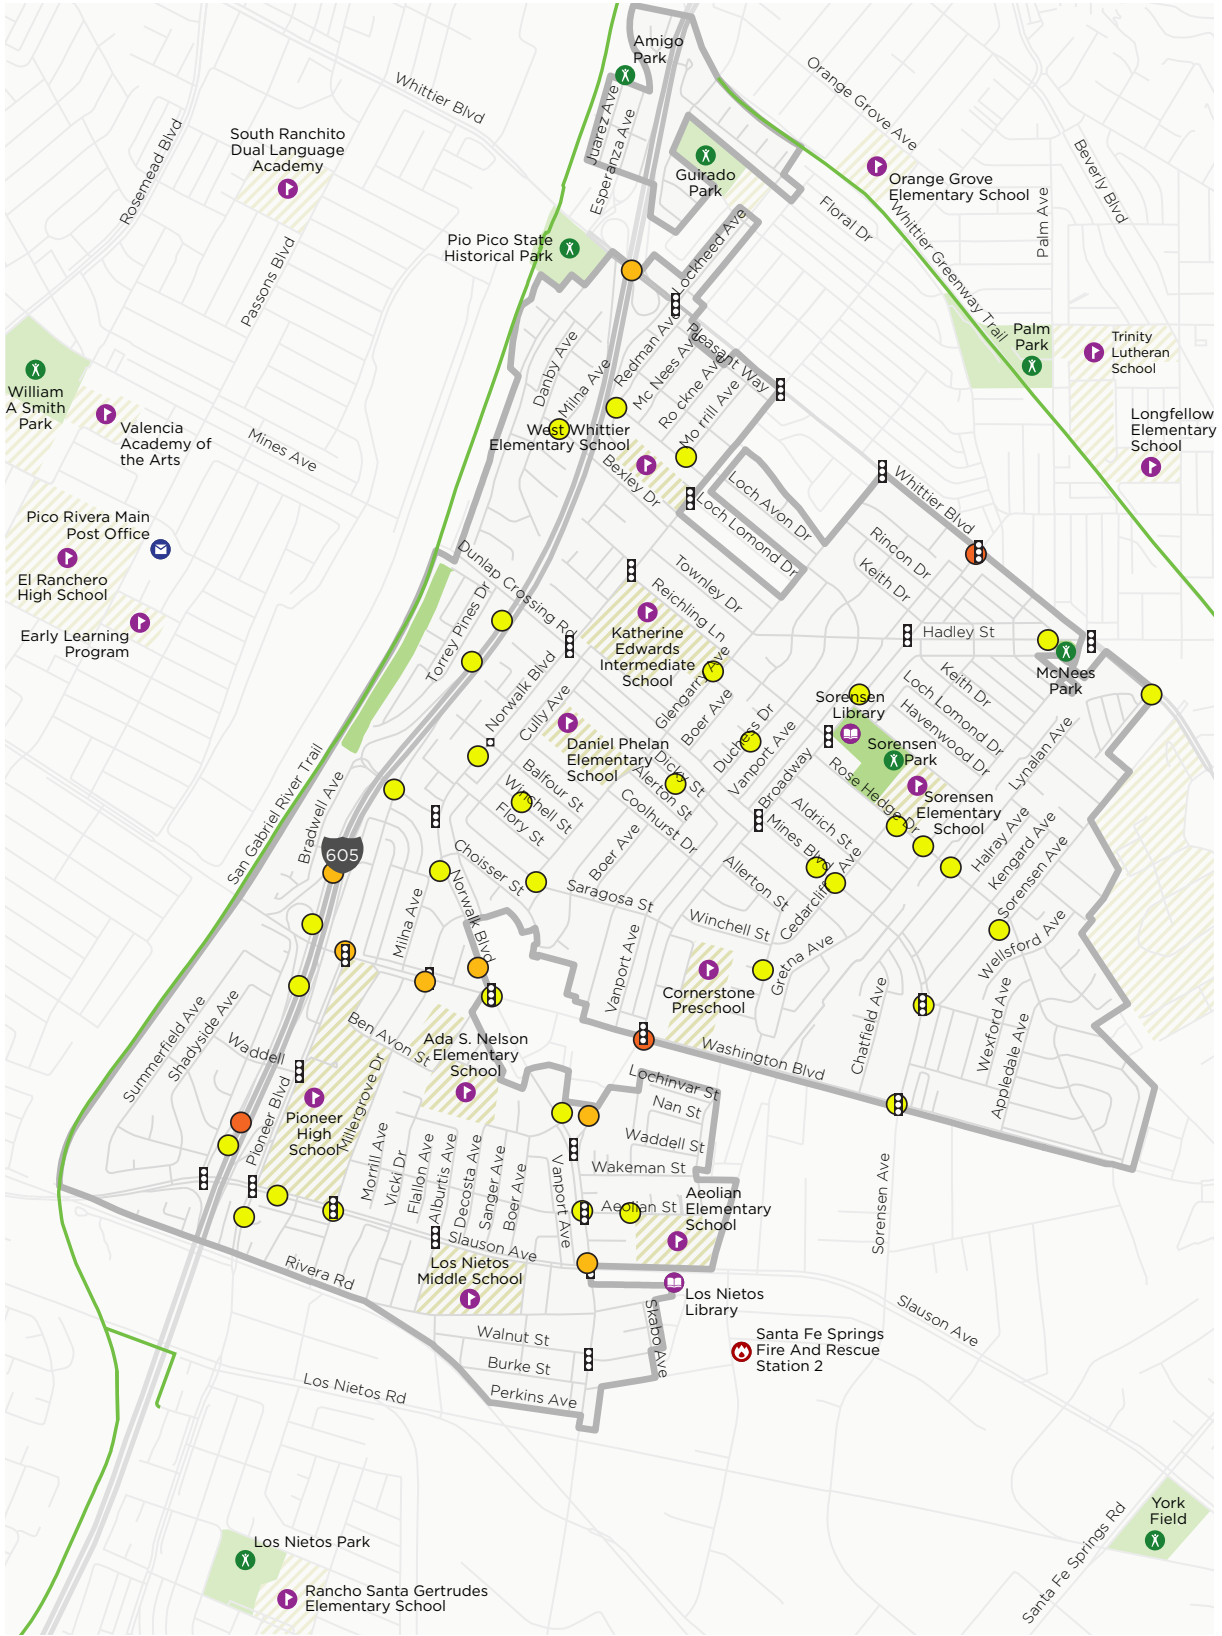 Amigo
Park
Whittier Blvd
Orange Grove Ave
Juarez Ave
Esperanza Ave
Rosemead Blvd
South Ranchito
Dual Language
Academy
Guirado
Park
Orange Grove
Elementary School
Beverly Blvd
Palm Ave
Floral Dr
Whittier Greenway Trail
Pio Pico State
Historical Park
Lockheed Ave
Passons Blvd
Palm
Park
Trinity
Lutheran
School
Pleasant Way
Redman Ave
Mc Nees Ave
Ro ckne Ave
Mo rrill Ave
Danby Ave
Milna Ave
William
A Smith
Park
Valencia
Academy of
the Arts
Mines Ave
West Whittier
Elementary School
Longfellow
Elementary
School
Bexley Dr
Loch Avon Dr
Loch Lomond Dr
Whittier Blvd
Pico Rivera Main
Post Office
El Ranchero
High School
Early Learning
Program
Rincon Dr
Keith Dr
Dunlap Crossing Rd
Torrey Pines Dr
Townley Dr
Reichling Ln
Hadley St
Katherine
Edwards
Intermediate
School
McNees
Park
Glengarry Ave
Boer Ave
Keith Dr
Loch Lomond Dr
Havenwood Dr
Norwalk Blvd
Cully Ave
Sorensen
Library
Sorensen
Park
Lynalan Ave
Daniel Phelan
Elementary
School
Duchess Dr
Vanport Ave
Broadway
Rose Hedge Dr
Sorensen
Elementary
School
San Gabriel River Trail
Bradwell Ave
Balfour St
Winchell St
Flory St
Dicky St
Alerton St
Coolhurst Dr
Aldrich St
Mines Blvd
Halray Ave
Kengard Ave
Sorensen Ave
605
Choisser St
Boer Ave
Allerton St
Cedarcliff Ave
Saragosa St
Norwalk Blvd
Milna Ave
Winchell St
Gretna Ave
Wellsford Ave
Vanport Ave
Cornerstone
Preschool
Chatfield Ave
Wexford Ave
Appledale Ave
Summerfield Ave
Shadyside Ave
Waddell
Ben Avon St
Ada S. Nelson
Elementary
School
Washington Blvd
Lochinvar St
Nan St
Waddell St
Wakeman St
Pioneer Blvd
Pioneer
High
School
Millergrove Dr
Morrill Ave
Vicki Dr
Flallon Ave
Alburtis Ave
Decosta Ave
Sanger Ave
Boer Ave
Vanport Ave
Aeolian St
Aeolian
Elementary
School
Sorensen Ave
Slauson Ave
Rivera Rd
Los Nietos
Middle School
Los Nietos
Library
Skabo Ave
Slauson Ave
Walnut St
Burke St
Perkins Ave
Santa Fe Springs
Fire And Rescue
Station 2
Los Nietos Rd
York
Field
Santa Fe Springs Rd
Los Nietos Park
Rancho Santa Gertrudes
Elementary School